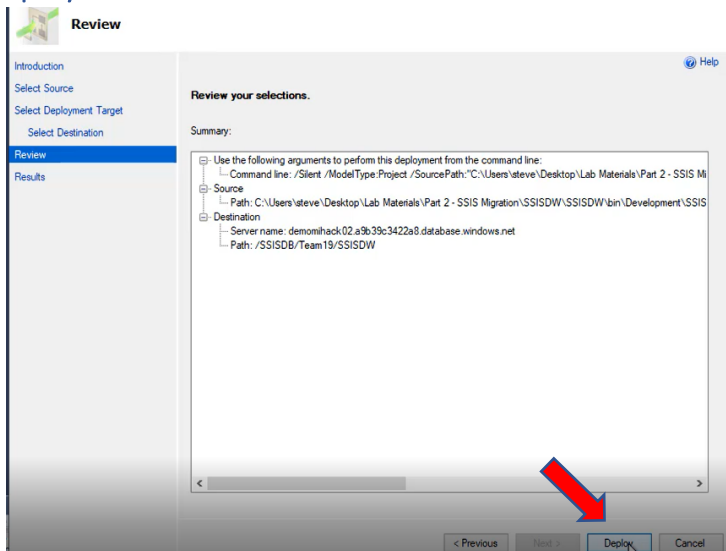 Review
Help
Introduction
Select Source
Select Deployment Target
Select Destination
Review
Results
Review your selections.
Summary:
Use the following arguments to perfom this deployment from the command line:
Command line: /Silent /ModelType:Project /SourcePath:"C:\Users\steve\Desktop\Lab Materials\Part 2 - SSIS Mi
Source
Path: C:\Users\steve\Desktop\Lab Materials\Part 2 - SSIS Migration\SSISDW\SSISDW\bin\Development\SSIS
Destination
Server name: demomihack02.a9b39c3422a8.database.windows.net
Path: /SSISDB/Team19/SSISDW
< Previous
Next >
Deploy
Cancel